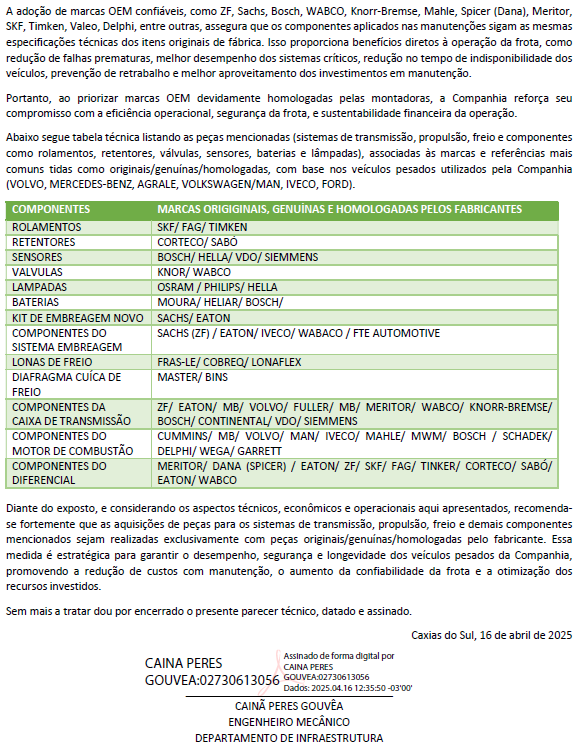 A adoção de marcas OEM confiáveis, como ZF, Sachs, Bosch, WABCO, Knorr-Bremse, Mahle, Spicer (Dana), Meritor,
SKF, Timken, Valeo, Delphi, entre outras, assegura que os componentes aplicados nas manutenções sigam as mesmas
especificações técnicas dos itens originais de fábrica. Isso proporciona benefícios diretos à operação da frota, como
redução de falhas prematuras, melhor desempenho dos sistemas críticos, redução no tempo de indisponibilidade dos
veículos, prevenção de retrabalho e melhor aproveitamento dos investimentos em manutenção.
Portanto, ao priorizar marcas OEM devidamente homologadas pelas montadoras, a Companhia reforça seu
compromisso com a eficiência operacional, segurança da frota, e sustentabilidade financeira da operação.
Abaixo segue tabela técnica listando as peças mencionadas (sistemas de transmissão, propulsão, freio e componentes
como rolamentos, retentores, válvulas, sensores, baterias e lâmpadas), associadas às marcas e referências mais
comuns tidas como originais/genuínas/homologadas, com base nos veículos pesados utilizados pela Companhia
(VOLVO, MERCEDES-BENZ, AGRALE, VOLKSWAGEN/MAN, IVECO, FORD).
COMPONENTES MARCAS ORIGIGINAIS, GENUÍNAS E HOMOLOGADAS PELOS FABRICANTES
ROLAMENTOS SKF/ FAG/ TIMKEN
RETENTORES CORTECO/ SABÓ
SENSORES BOSCH/ HELLA/ VDO/ SIEMMENS
VALVULAS KNOR/ WABCO
LAMPADAS OSRAM / PHILIPS/ HELLA
BATERIAS MOURA/ HELIAR/ BOSCH/
KIT DE EMBREAGEM NOVO SACHS/ EATON
COMPONENTES DO SACHS (ZF) / EATON/ IVECO/ WABACO / FTE AUTOMOTIVE
SISTEMA EMBREAGEM
LONAS DE FREIO FRAS-LE/ COBREQ/ LONAFLEX
DIAFRAGMA CUÍCA DE MASTER/ BINS
FREIO
COMPONENTES DA ZF/ EATON/ MB/ VOLVO/ FULLER/ MB/ MERITOR/ WABCO/ KNORR-BREMSE/
CAIXA DE TRANSMISSÃO BOSCH/ CONTINENTAL/ VDO/ SIEMMENS
COMPONENTES DO CUMMINS/ MB/ VOLVO/ MAN/ IVECO/ MAHLE/ MWM/ BOSCH / SCHADEK/
MOTOR DE COMBUSTÃO DELPHI/ WEGA/ GARRETT
COMPONENTES DO MERITOR/ DANA (SPICER) / EATON/ ZF/ SKF/ FAG/ TINKER/ CORTECO/ SABÓ/
DIFERENCIAL EATON/ WABCO
Diante do exposto, e considerando os aspectos técnicos, econômicos e operacionais aqui apresentados, recomenda-
se fortemente que as aquisições de peças para os sistemas de transmissão, propulsão, freio e demais componentes
mencionados sejam realizadas exclusivamente com peças originais/genuínas/homologadas pelo fabricante. Essa
medida é estratégica para garantir o desempenho, segurança e longevidade dos veículos pesados da Companhia,
promovendo a redução de custos com manutenção, o aumento da confiabilidade da frota e a otimização dos
recursos investidos.
Sem mais a tratar dou por encerrado o presente parecer técnico, datado e assinado.
Caxias do Sul, 16 de abril de 2025
CAINA PERES
GOUVEA:02730613056
Assinado de forma digital por
CAINA PERES
GOUVEA:02730613056
Dados: 2025.04.16 12:35:50 -03'00'
CAINÃ PERES GOUVÊA
ENGENHEIRO MECÂNICO
DEPARTAMENTO DE INFRAESTRUTURA